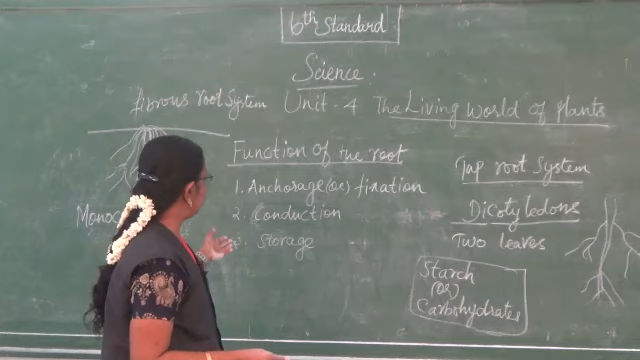 6th Standard
Science.
fibrous root System
Unit - 4 The Living World of plants
Function of the root
1. Anchorage (or) fixation
2. Conduction
3. Storage
Tap root System
Dicotyledons
Two leaves
Starch
(OR)
Carbohydrates